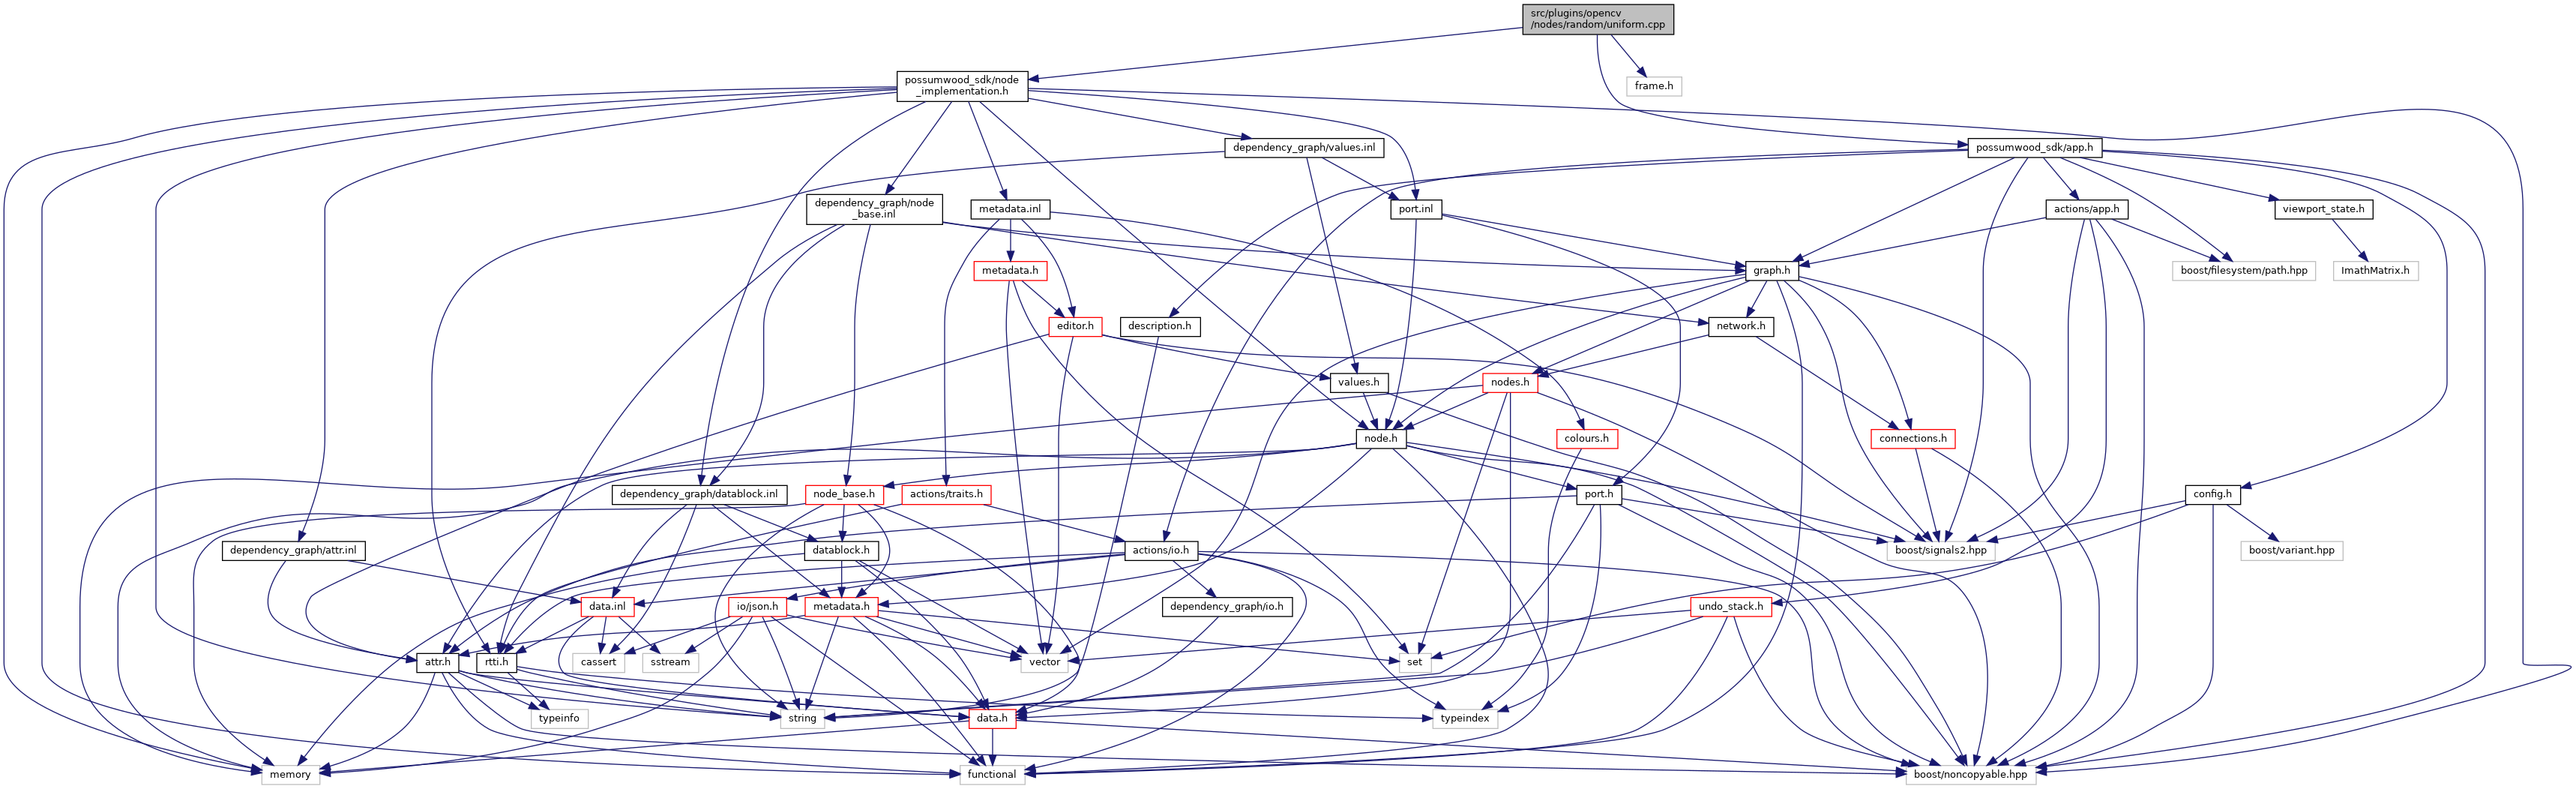 src/plugins/opencv
/nodes/random/uniform.cpp
possumwood_sdk/node
_implementation.h
frame.h
dependency_graph/values.inl
possumwood_sdk/app.h
dependency_graph/node
_base.inl
metadata.inl
port.inl
actions/app.h
viewport_state.h
metadata.h
graph.h
boost/filesystem/path.hpp
ImathMatrix.h
editor.h
description.h
network.h
values.h
nodes.h
node.h
colours.h
connections.h
dependency_graph/datablock.inl
node_base.h
actions/traits.h
port.h
config.h
dependency_graph/attr.inl
datablock.h
actions/io.h
boost/signals2.hpp
boost/variant.hpp
data.inl
io/json.h
metadata.h
dependency_graph/io.h
undo_stack.h
attr.h
rtti.h
cassert
sstream
vector
set
typeinfo
string
data.h
typeindex
memory
functional
boost/noncopyable.hpp